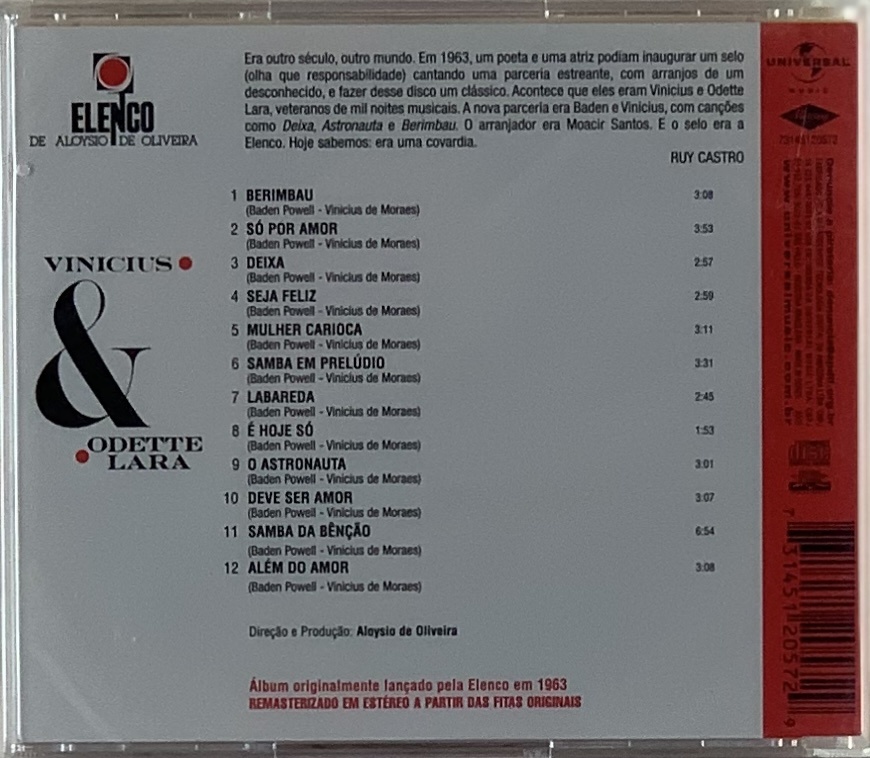 ELENCO
DE ALOYSIO DE OLIVEIRA
Era outro século, outro mundo. Em 1963, um poeta e uma atriz podiam inaugurar um selo
(olha que responsabilidade) cantando uma parceria estreante, com arranjos de um
desconhecido, e fazer desse disco um clássico. Acontece que eles eram Vinicius e Odette
Lara, veteranos de mil noites musicais. A nova parceria era Baden e Vinicius, com canções
como Deixa, Astronauta e Berimbau. O arranjador era Moacir Santos. E o selo era a
Elenco. Hoje sabemos: era uma covardia.
RUY CASTRO
VINICIUS
&
ODETTE
LARA
1 BERIMBAU 3:08
(Baden Powell - Vinicius de Moraes)
2 SÓ POR AMOR 3:53
(Baden Powell - Vinicius de Moraes)
3 DEIXA 2:57
(Baden Powell - Vinicius de Moraes)
4 SEJA FELIZ 2:59
(Baden Powell - Vinicius de Moraes)
5 MULHER CARIOCA 3:11
(Baden Powell - Vinicius de Moraes)
6 SAMBA EM PRELÚDIO 3:31
(Baden Powell - Vinicius de Moraes)
7 LABAREDA 2:45
(Baden Powell - Vinicius de Moraes)
8 É HOJE SÓ 1:53
(Baden Powell - Vinicius de Moraes)
9 O ASTRONAUTA 3:01
(Baden Powell - Vinicius de Moraes)
10 DEVE SER AMOR 3:07
(Baden Powell - Vinicius de Moraes)
11 SAMBA DA BÊNÇÃO 6:54
(Baden Powell - Vinicius de Moraes)
12 ALÉM DO AMOR 3:08
(Baden Powell - Vinicius de Moraes)
Direção e Produção: Aloysio de Oliveira
Álbum originalmente lançado pela Elenco em 1963
REMASTERIZADO EM ESTÉREO A PARTIR DAS FITAS ORIGINAIS
UNIVERSAL
MUSIC
73145120572
www.universalmusic.com.br
7 31451 20572 9